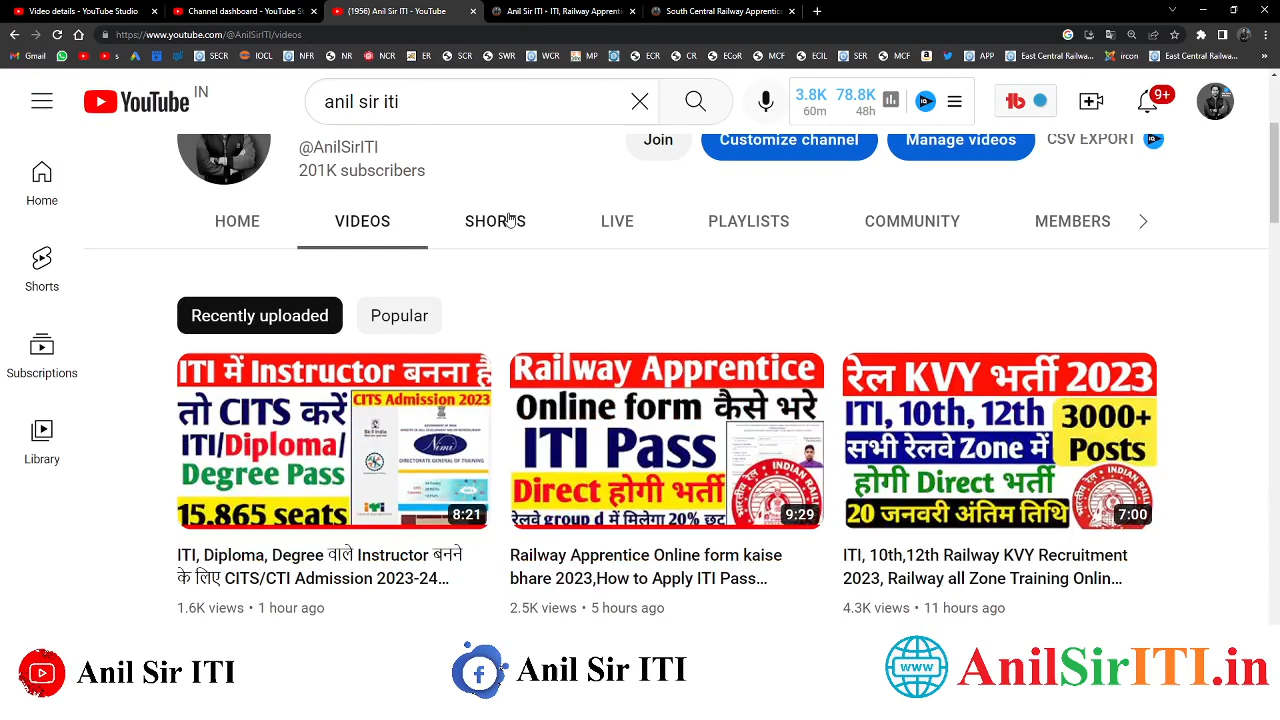 Video details - YouTube Studio
Channel dashboard - YouTube St
(1956) Anil Sir ITI - YouTube
Anil Sir ITI - ITI, Railway Apprenti
South Central Railway Apprentice
https://www.youtube.com/@AnilSirITI/videos
Gmail
s
SECR
IOCL
NFR
NR
NCR
ER
SCR
SWR
WCR
MP
ECR
CR
ECoR
MCF
ECIL
SER
MCF
APP
East Central Railwa...
ircon
East Central Railwa...
YouTube IN
anil sir iti
3.8K 78.8K
60m 48h
9+
@AnilSirITI
Join
Customize channel
Manage videos
CSV EXPORT
201K subscribers
Home
Shorts
Subscriptions
Library
HOME
VIDEOS
SHORTS
LIVE
PLAYLISTS
COMMUNITY
MEMBERS
Recently uploaded
Popular
ITI में Instructor बनना है
तो CITS करें
ITI/Diploma/
Degree Pass
15.865 seats
CITS Admission 2023
Nimi
DIRECTORATE GENERAL OF TRAINING
8:21
Railway Apprentice
Online form कैसे भरे
ITI Pass
Direct होगी भर्ती
रेलवे group d में मिलेगा 20% छूट
INDIAN RAIL
9:29
रेल KVY भर्ती 2023
ITI, 10th, 12th
सभी रेलवे Zone में
होगी Direct भर्ती
20 जनवरी अंतिम तिथि
3000+
Posts
7:00
ITI, Diploma, Degree वाले Instructor बनने
के लिए CITS/CTI Admission 2023-24...
1.6K views • 1 hour ago
Railway Apprentice Online form kaise
bhare 2023,How to Apply ITI Pass...
2.5K views • 5 hours ago
ITI, 10th,12th Railway KVY Recruitment
2023, Railway all Zone Training Onlin...
4.3K views • 11 hours ago
Anil Sir ITI
Anil Sir ITI
www
AnilSirITI.in